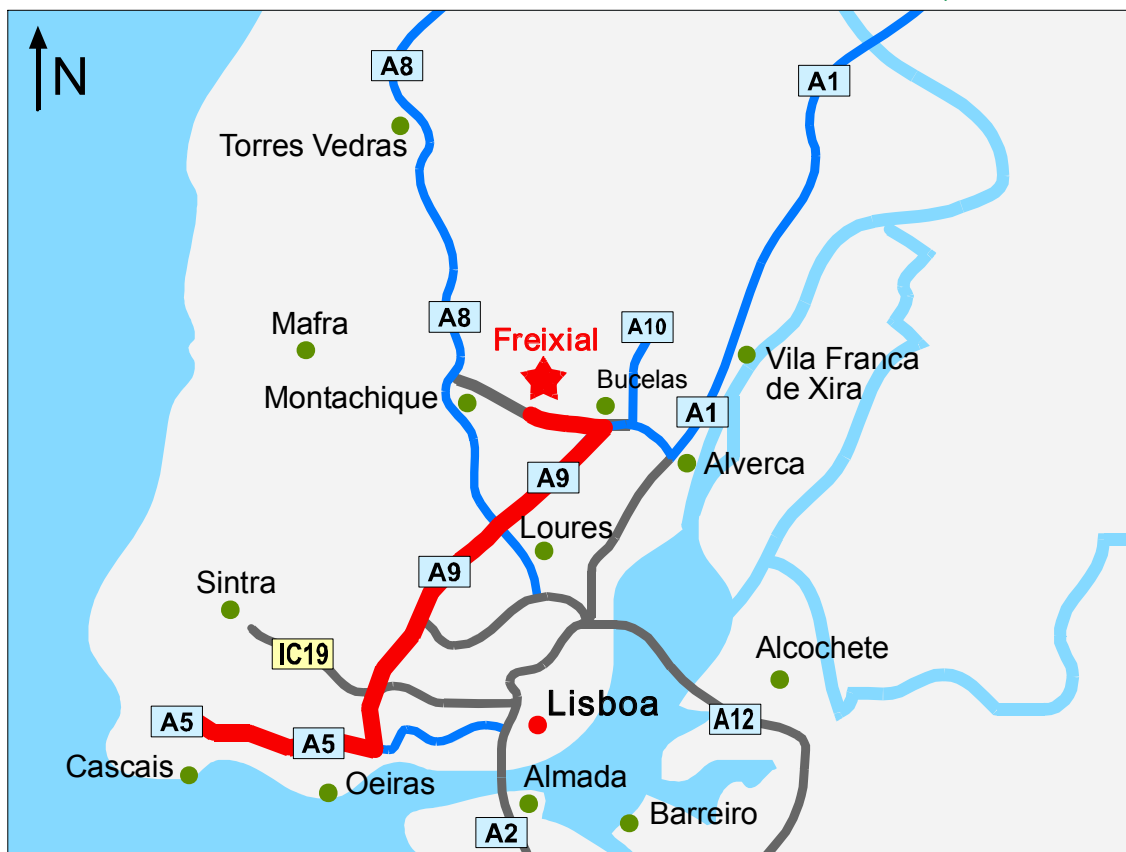 N
A8
A1
Torres Vedras
A8
A10
Mafra
Freixial
Vila Franca
de Xira
Bucelas
Montachique
A1
Alverca
A9
Loures
A9
Sintra
IC19
Alcochete
Lisboa
A5
A12
A5
Cascais
Oeiras
Almada
Barreiro
A2